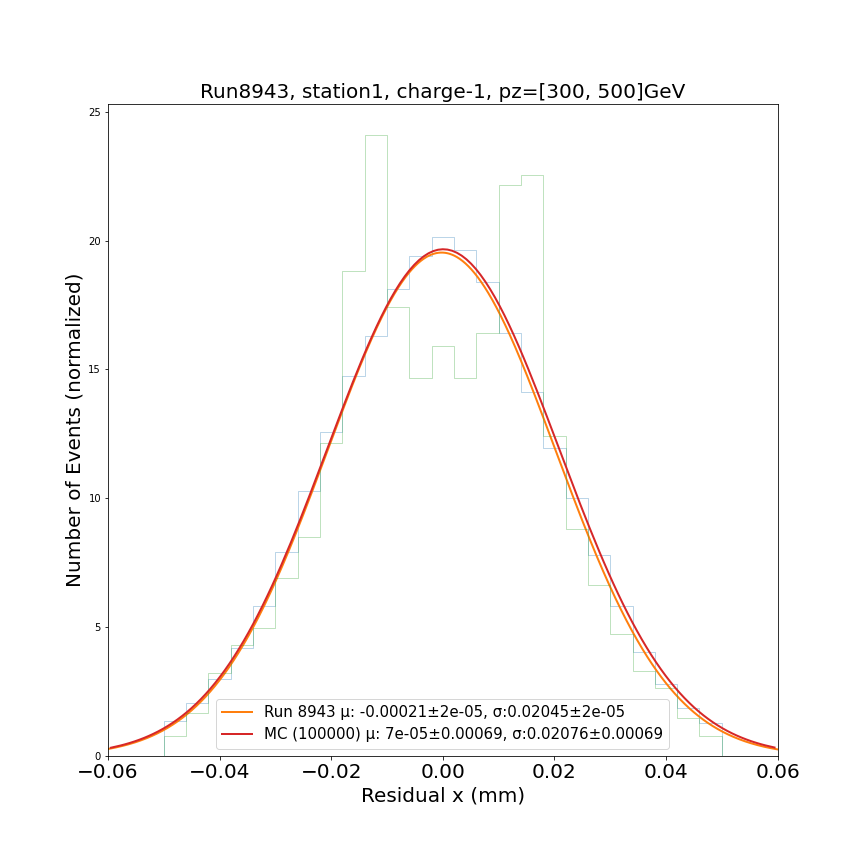 Run8943, station1, charge-1, pz=[300, 500]GeV
25
20
15
10
5
0
Number of Events (normalized)
Run 8943 μ: -0.00021±2e-05, σ:0.02045±2e-05
MC (100000) μ: 7e-05±0.00069, σ:0.02076±0.00069
−0.06 −0.04 −0.02 0.00 0.02 0.04 0.06
Residual x (mm)